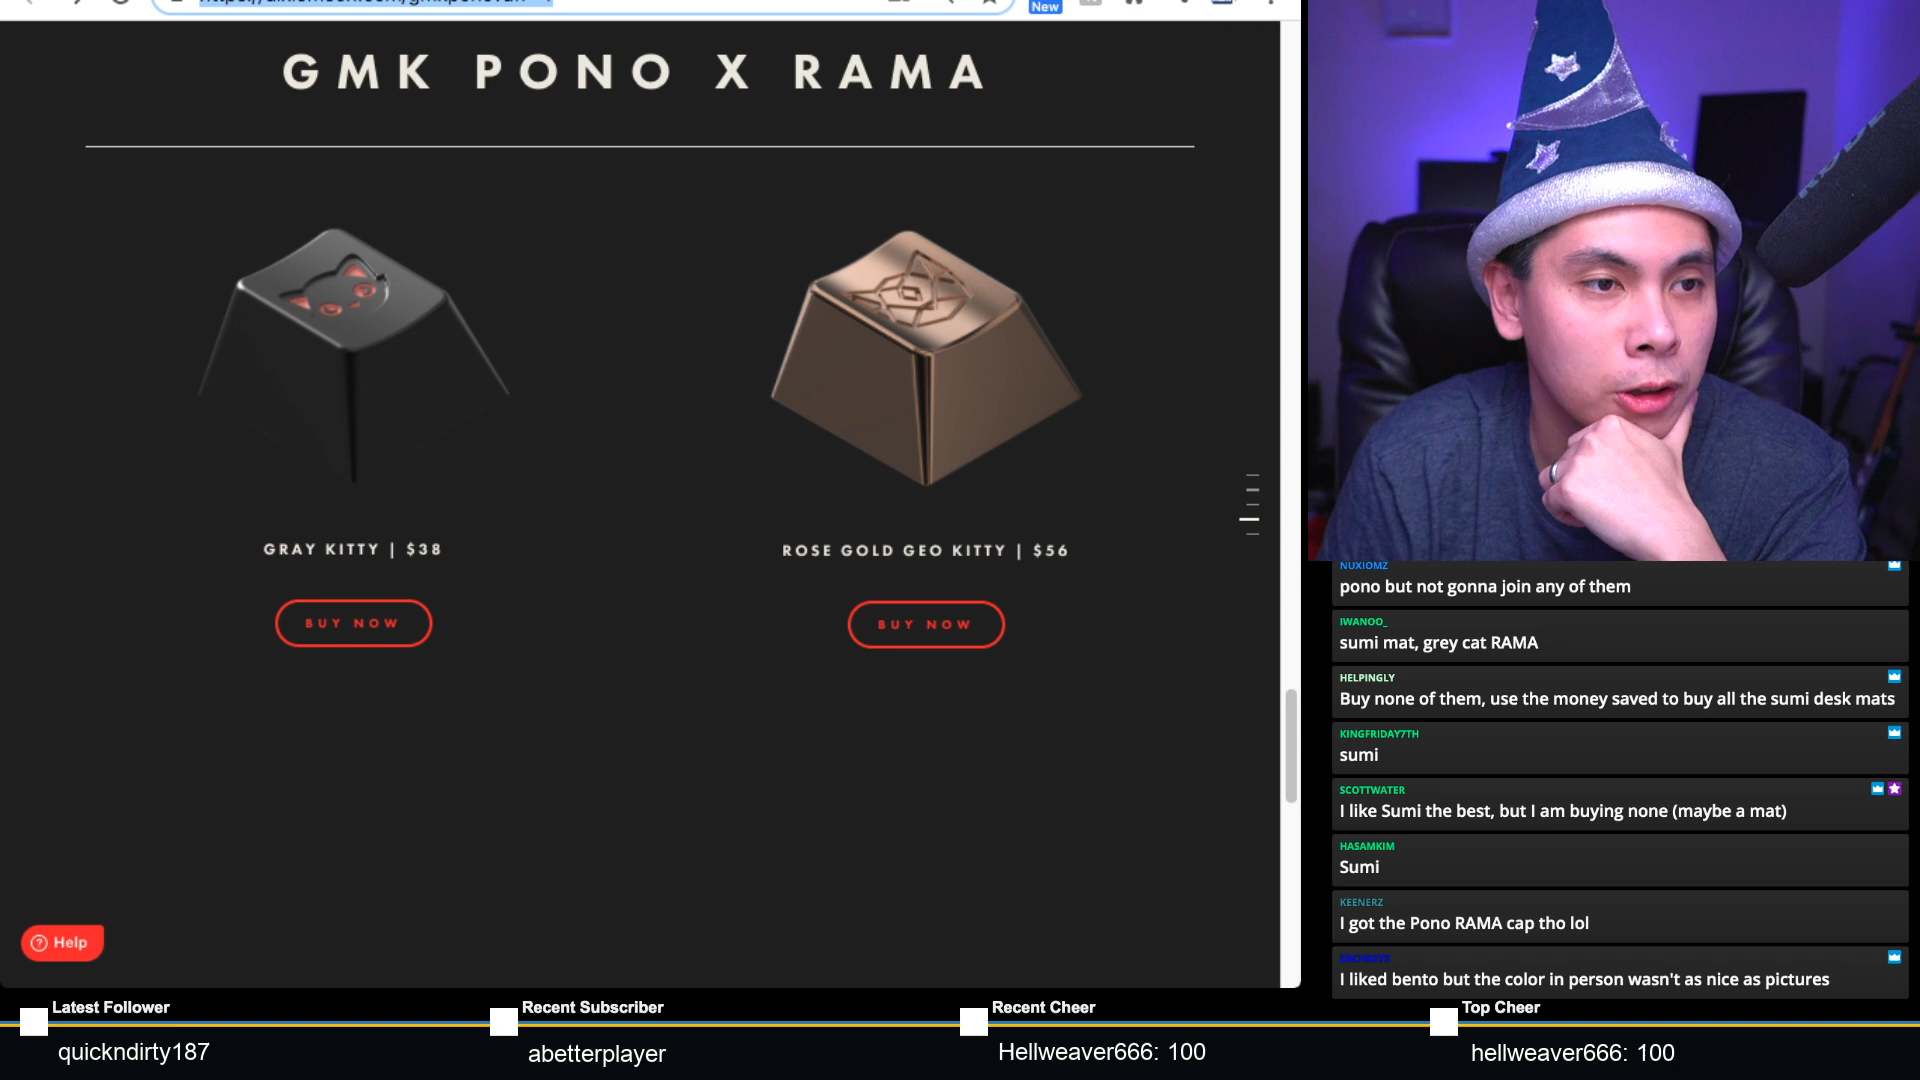 New
GMK PONO X RAMA
GRAY KITTY | $38
ROSE GOLD GEO KITTY | $56
BUY NOW
BUY NOW
Help
NUXIOMZ
pono but not gonna join any of them
IWANOO_
sumi mat, grey cat RAMA
HELPINGLY
Buy none of them, use the money saved to buy all the sumi desk mats
KINGFRIDAY7TH
sumi
SCOTTWATER
I like Sumi the best, but I am buying none (maybe a mat)
HASAMKIM
Sumi
KEENERZ
I got the Pono RAMA cap tho lol
I liked bento but the color in person wasn't as nice as pictures
Latest Follower
quickndirty187
Recent Subscriber
abetterplayer
Recent Cheer
Hellweaver666: 100
Top Cheer
hellweaver666: 100